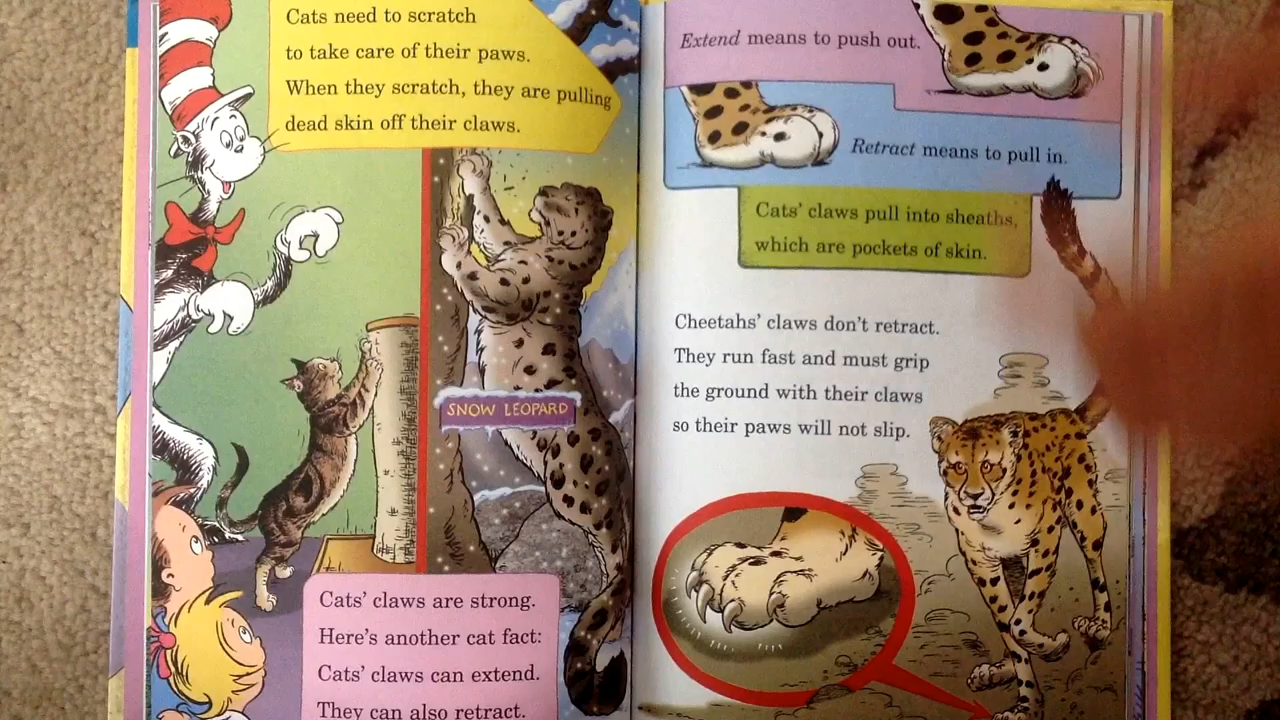 Cats need to scratch
to take care of their paws.
When they scratch, they are pulling
dead skin off their claws.
SNOW LEOPARD
Cats' claws are strong.
Here's another cat fact:
Cats' claws can extend.
They can also retract.
Extend means to push out.
Retract means to pull in.
Cats' claws pull into sheaths,
which are pockets of skin.
Cheetahs' claws don't retract.
They run fast and must grip
the ground with their claws
so their paws will not slip.